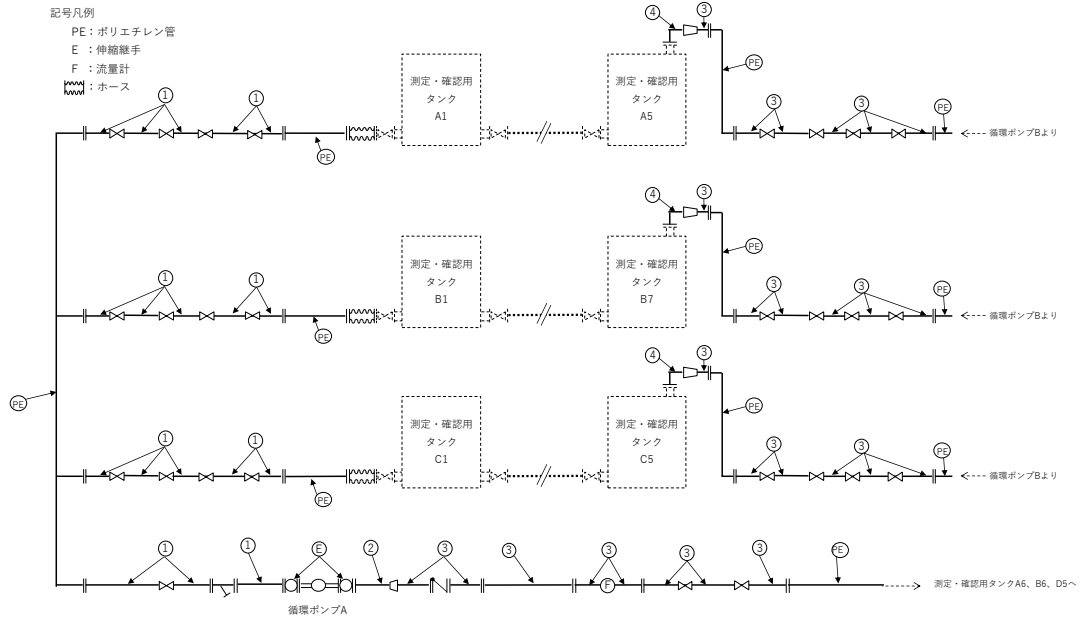 記号凡例
PE：ポリエチレン管
E ：伸縮継手
F ：流量計
：ホース
④
③
PE
①
①
測定・確認用
タンク
A1
測定・確認用
タンク
A5
③
③
PE
PE
循環ポンプBより
④
③
PE
①
①
測定・確認用
タンク
B1
測定・確認用
タンク
B7
③
③
PE
PE
循環ポンプBより
④
③
PE
PE
①
①
測定・確認用
タンク
C1
測定・確認用
タンク
C5
③
③
PE
PE
循環ポンプBより
①
①
E
②
③
③
③
F
③
③
PE
測定・確認用タンクA6、B6、D5へ
循環ポンプA